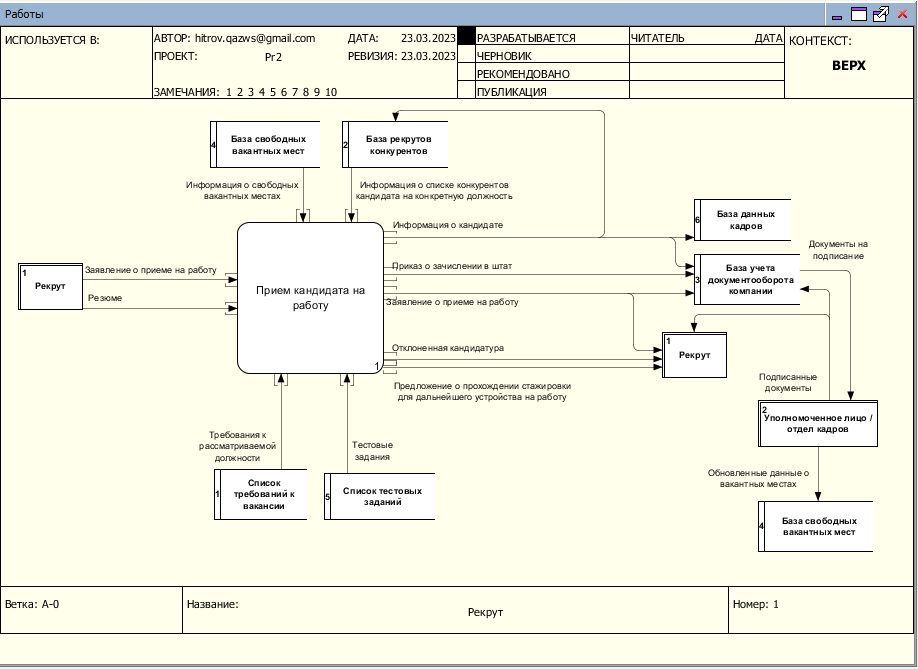 Работы
ИСПОЛЬЗУЕТСЯ В:
АВТОР: hitrov.qazws@gmail.com
ДАТА: 23.03.2023
ПРОЕКТ: Pr2
РЕВИЗИЯ: 23.03.2023
ЗАМЕЧАНИЯ: 1 2 3 4 5 6 7 8 9 10
РАЗРАБАТЫВАЕТСЯ
ЧЕРНОВИК
РЕКОМЕНДОВАНО
ПУБЛИКАЦИЯ
ЧИТАТЕЛЬ
ДАТА
КОНТЕКСТ:
ВЕРХ
4
База свободных
вакантных мест
2
База рекрутов
конкурентов
Информация о свободных
вакантных местах
Информация о списке конкурентов
кандидата на конкретную должность
Информация о кандидате
6
База данных
кадров
Документы на
подписание
1
Рекрут
Заявление о приеме на работу
Резюме
Прием кандидата на
работу
1
Приказ о зачислении в штат
Заявление о приеме на работу
3
База учета
документооборота
компании
Отклоненная кандидатура
Предложение о прохождении стажировки
для дальнейшего устройства на работу
1
Рекрут
Подписанные
документы
2
Уполномоченное лицо /
отдел кадров
Требования к
рассматриваемой
должности
Тестовые
задания
1
Список
требований к
вакансии
5
Список тестовых
заданий
Обновленные данные о
вакантных местах
4
База свободных
вакантных мест
Ветка: A-0
Название:
Рекрут
Номер: 1